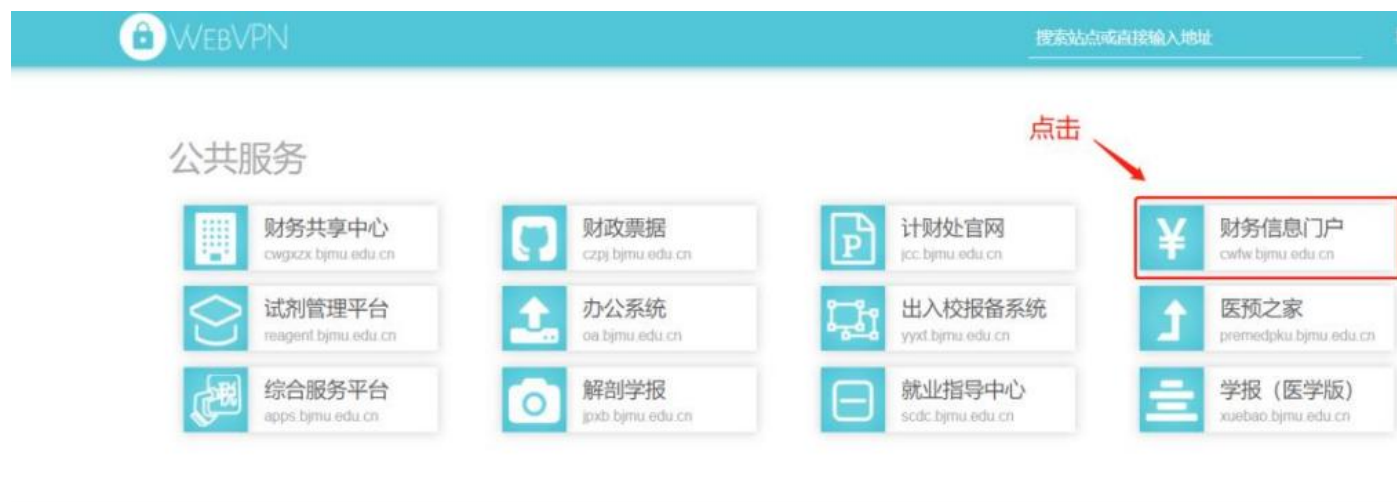 WEBVPN
搜索站点或直接输入地址
点击
公共服务
财务共享中心
cwgxzx.bjmu.edu.cn
财政票据
czpj.bjmu.edu.cn
计财处官网
jcc.bjmu.edu.cn
财务信息门户
cwfw.bjmu.edu.cn
试剂管理平台
reagent.bjmu.edu.cn
办公系统
oa.bjmu.edu.cn
出入校报备系统
yyxt.bjmu.edu.cn
医预之家
premedpku.bjmu.edu.cn
综合服务平台
apps.bjmu.edu.cn
解剖学报
jpxb.bjmu.edu.cn
就业指导中心
scdc.bjmu.edu.cn
学报（医学版）
xuebao.bjmu.edu.cn